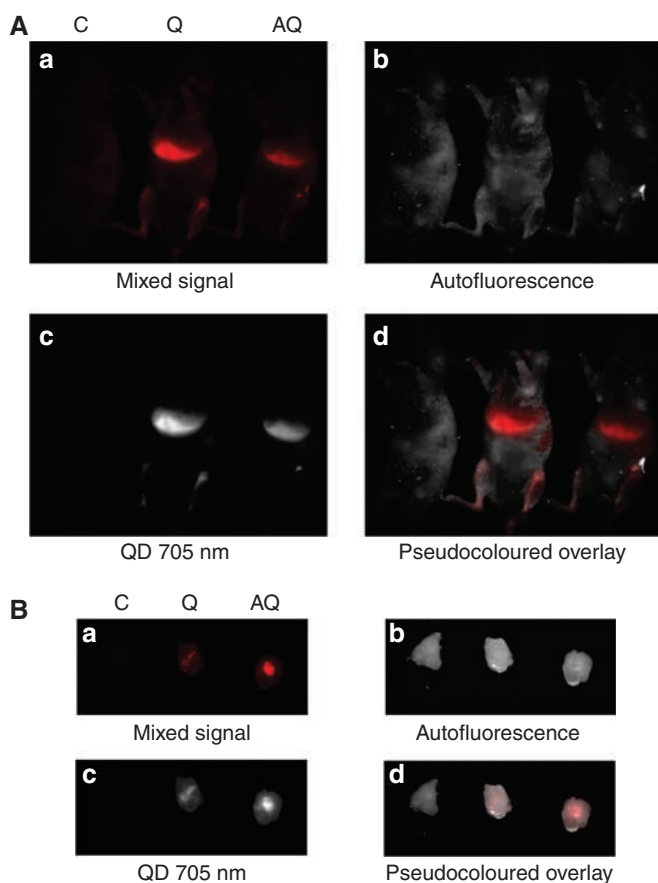 A
C Q AQ
a
b
Mixed signal
Autofluorescence
c
d
QD 705 nm
Pseudocoloured overlay
B
C Q AQ
a
b
Mixed signal
Autofluorescence
c
d
QD 705 nm
Pseudocoloured overlay